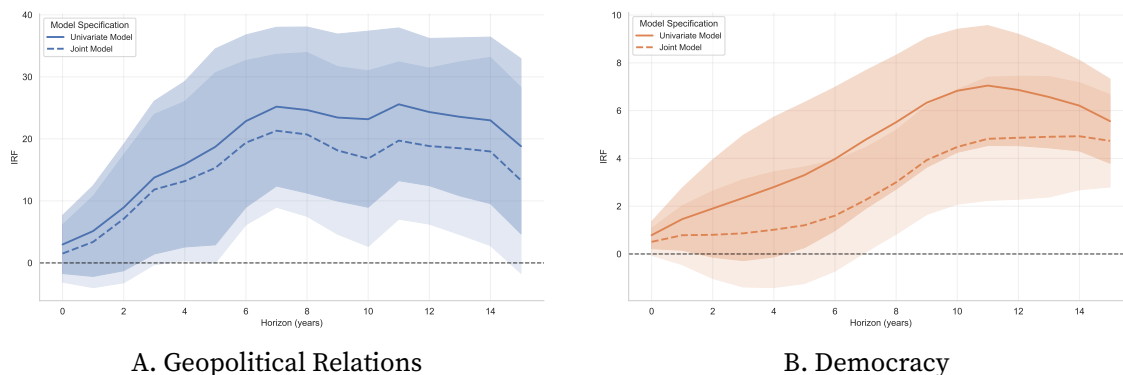 40
30
20
10
0
IRF
Model Specification
Univariate Model
Joint Model
0 2 4 6 8 10 12 14
Horizon (years)
A. Geopolitical Relations
10
8
6
4
2
0
IRF
Model Specification
Univariate Model
Joint Model
0 2 4 6 8 10 12 14
Horizon (years)
B. Democracy